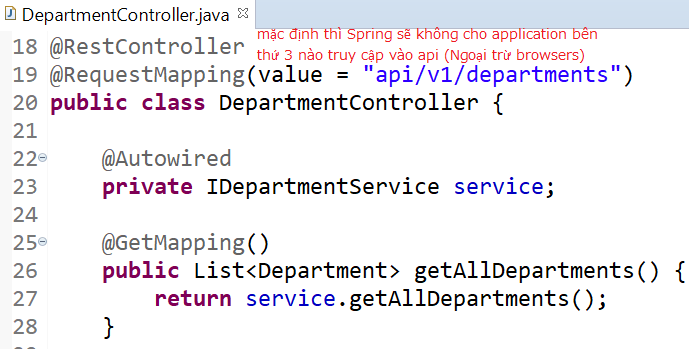 DepartmentController.java
mặc định thì Spring sẽ không cho application bên
thứ 3 nào truy cập vào api (Ngoại trừ browsers)
18 @RestController
19 @RequestMapping(value = "api/v1/departments")
20 public class DepartmentController {
21
22 @Autowired
23 private IDepartmentService service;
24
25 @GetMapping()
26 public List<Department> getAllDepartments() {
27 return service.getAllDepartments();
28 }